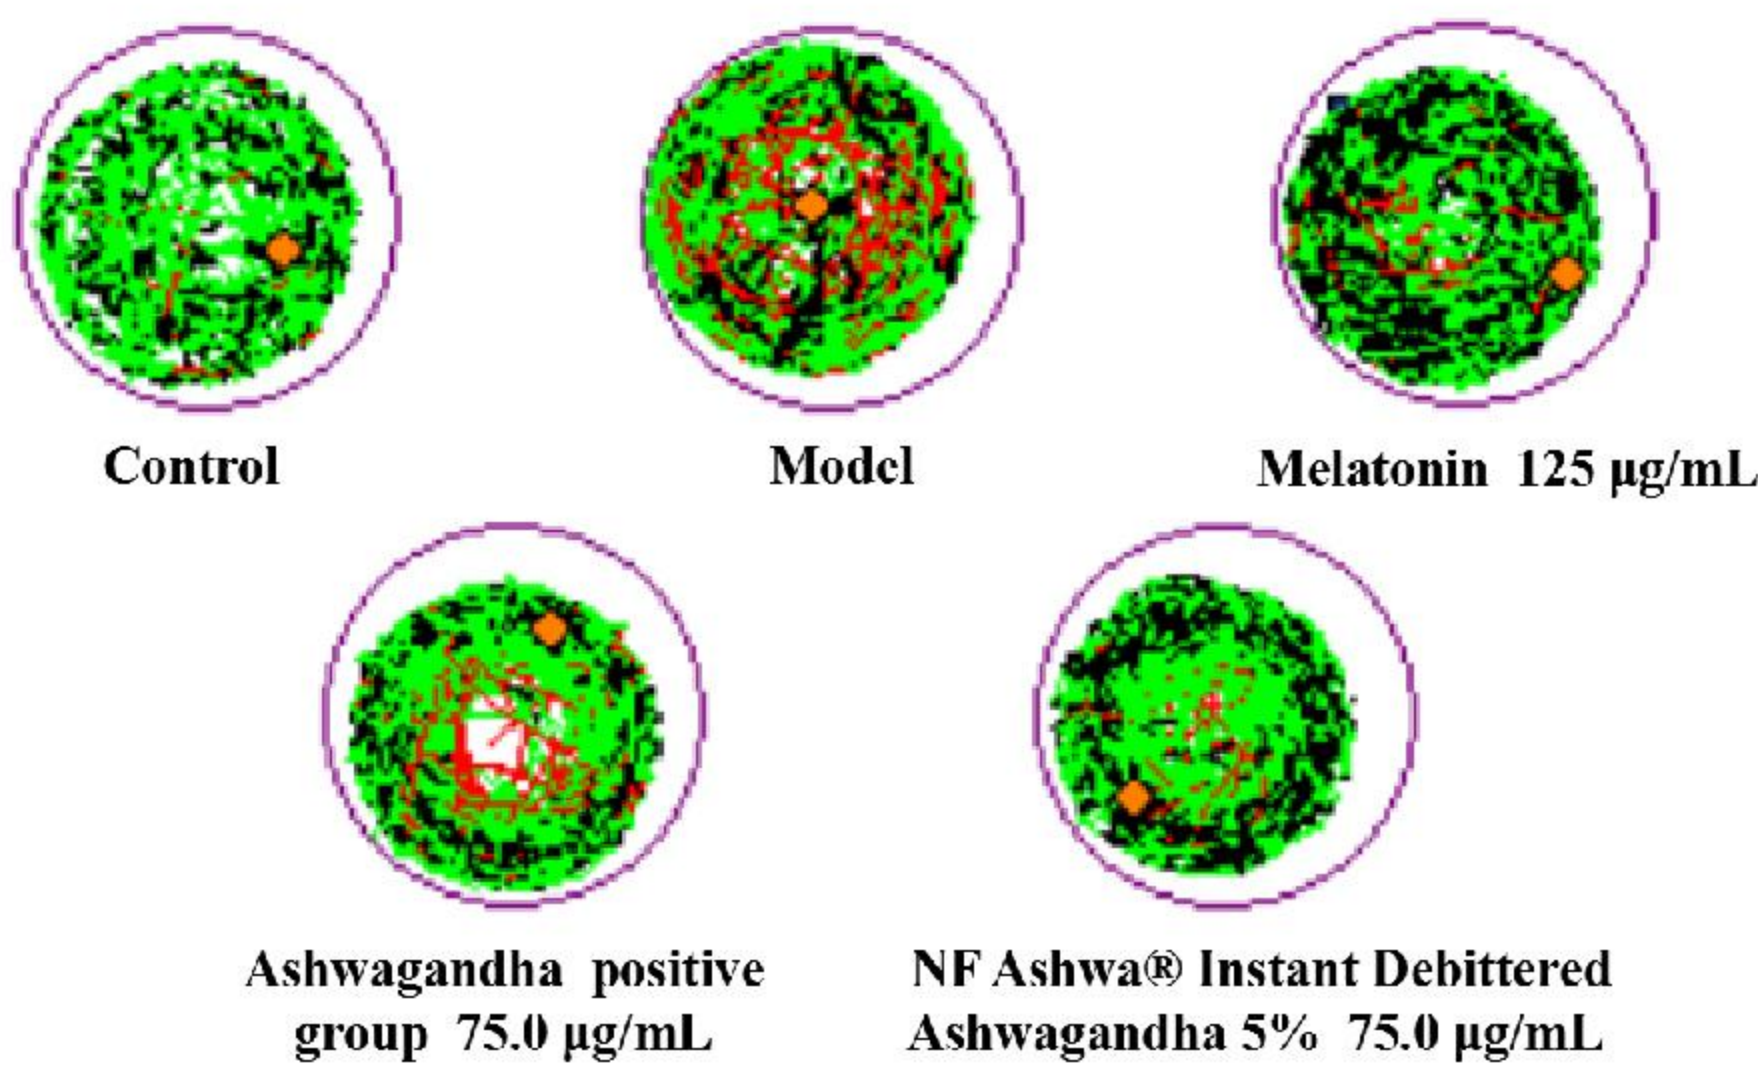 Control
Model
Melatonin 125 μg/mL
Ashwagandha positive
group 75.0 μg/mL
NF Ashwa® Instant Debittered
Ashwagandha 5% 75.0 μg/mL